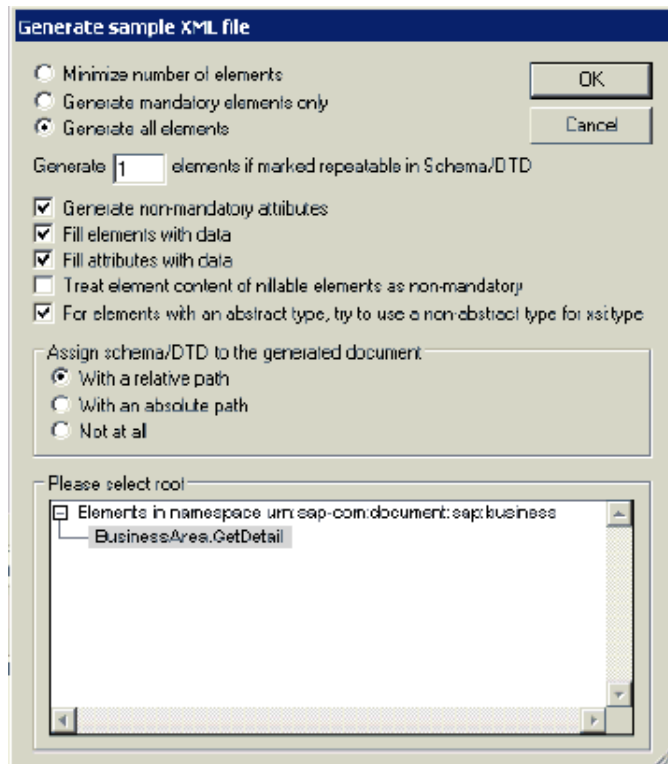 Generate sample XML file
Minimize number of elements
OK
Generate mandatory elements only
Generate all elements
Cancel
Generate 1 elements if marked repeatable in Schema/DTD
Generate non-mandatory attributes
Fill elements with data
Fill attributes with data
Treat element content of nillable elements as non-mandatory
For elements with an abstract type, try to use a non-abstract type for xsi:type
Assign schema/DTD to the generated document
With a relative path
With an absolute path
Not at all
Please select root
Elements in namespace urn:sap-com:document:sap:business
BusinessArea.GetDetail